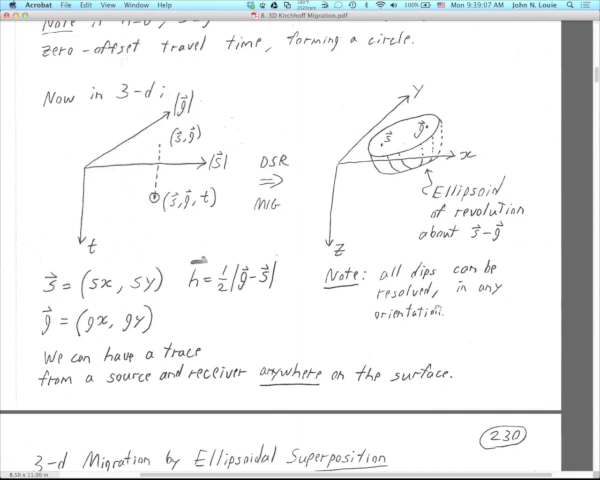 Acrobat File Edit View Window Help
100% Mon 9:39:07 AM John N. Louie
8. 3D Kirchhoff Migration.pdf
zero-offset travel time, forming a circle.
Now in 3-d:
|g⃗|
(s⃗, g⃗)
|s⃗|
(s⃗, g⃗, t)
t
DSR
⇒
MIG
y
s⃗ g⃗
x
z
Ellipsoid
of revolution
about s⃗-g⃗
s⃗ = (sx, sy) h = ½|g⃗-s⃗|
g⃗ = (gx, gy)
Note: all dips can be
resolved, in any
orientation.
We can have a trace
from a source and receiver anywhere on the surface.
230
3-d Migration by Ellipsoidal Superposition
8.50 x 11.00 in